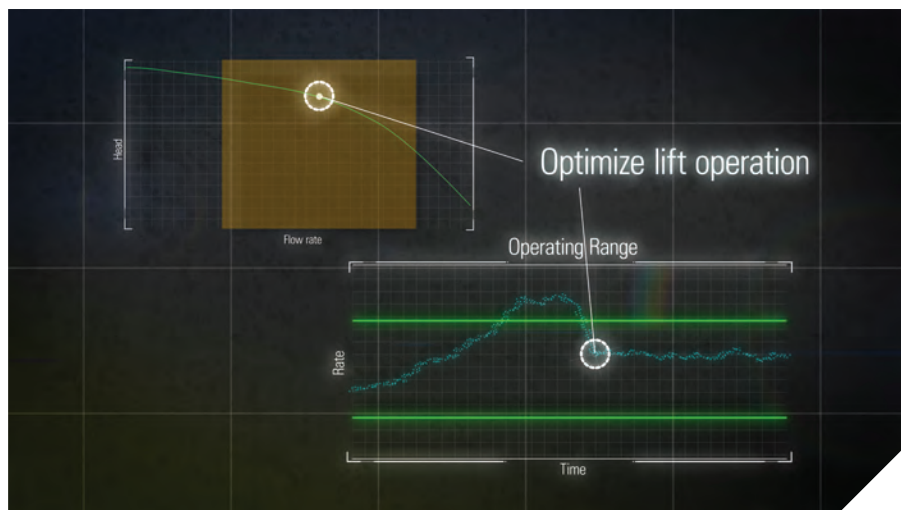 Head
Flow rate
Optimize lift operation
Operating Range
Rate
Time